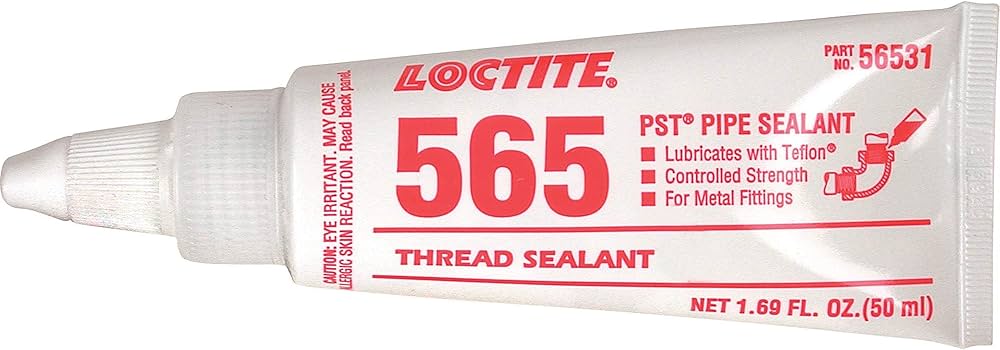 CAUTION: EYE IRRITANT. MAY CAUSE
ALLERGIC SKIN REACTION. Read back panel.
LOCTITE®
565
THREAD SEALANT
PART
NO. 56531
PST® PIPE SEALANT
Lubricates with Teflon®
Controlled Strength
For Metal Fittings
NET 1.69 FL. OZ. (50 ml)